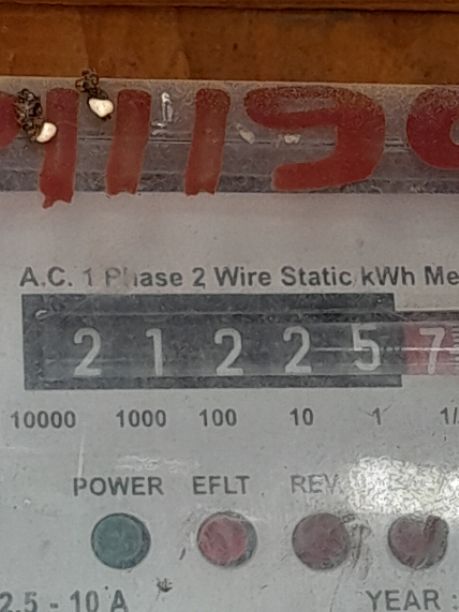 A.C. 1 Phase 2 Wire Static kWh Me
2 1 2 2 5 7
10000 1000 100 10 1 1/
POWER EFLT REV.
2.5 - 10 A YEAR :